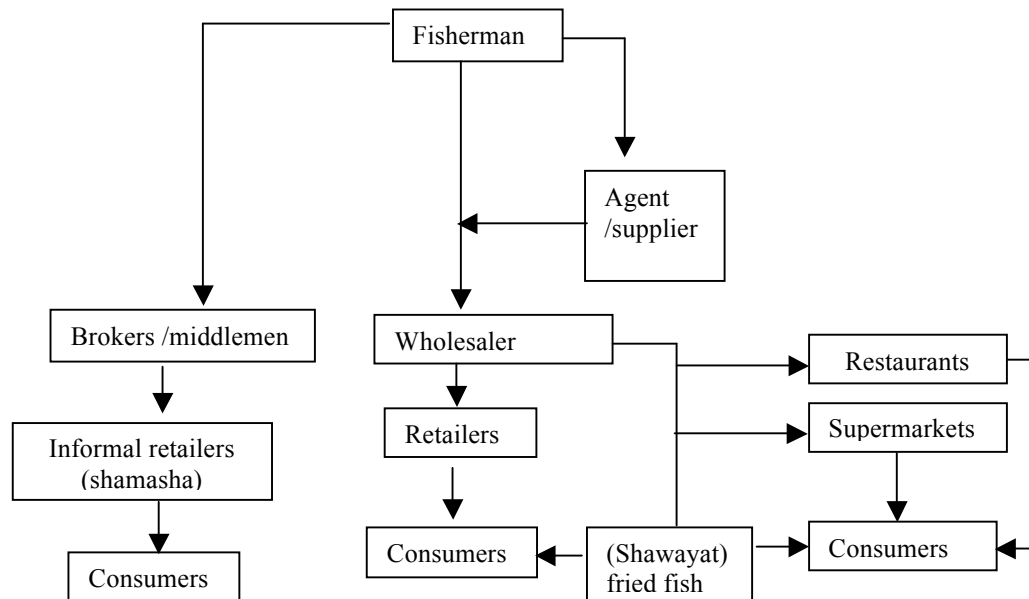 Fisherman
Agent
/supplier
Brokers /middlemen
Wholesaler
Restaurants
Informal retailers
(shamasha)
Retailers
Supermarkets
Consumers
Consumers
(Shawayat)
fried fish
Consumers